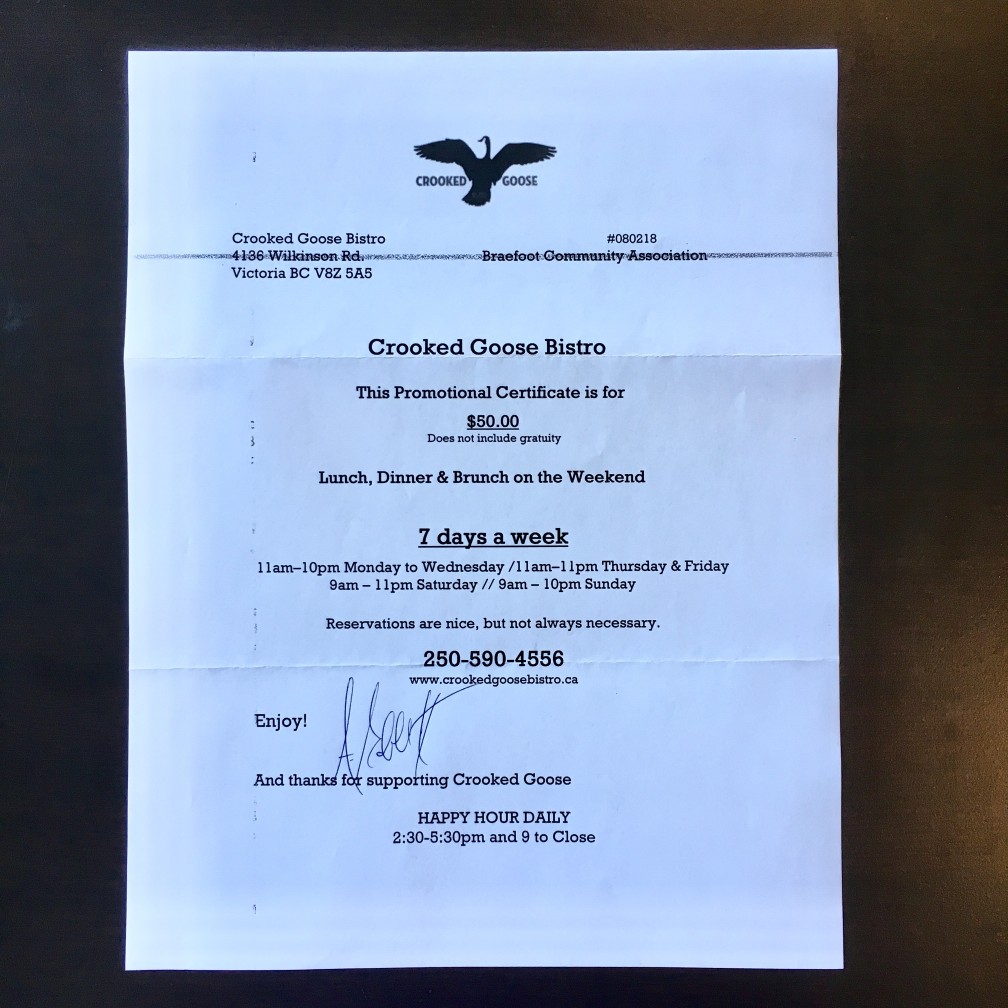 CROOKED GOOSE
Crooked Goose Bistro
4136 Wilkinson Rd.
Victoria BC V8Z 5A5
#080218
Braefoot Community Association
Crooked Goose Bistro
This Promotional Certificate is for
$50.00
Does not include gratuity
Lunch, Dinner & Brunch on the Weekend
7 days a week
11am–10pm Monday to Wednesday /11am–11pm Thursday & Friday
9am – 11pm Saturday // 9am – 10pm Sunday
Reservations are nice, but not always necessary.
250-590-4556
www.crookedgoosebistro.ca
Enjoy!
And thanks for supporting Crooked Goose
HAPPY HOUR DAILY
2:30-5:30pm and 9 to Close